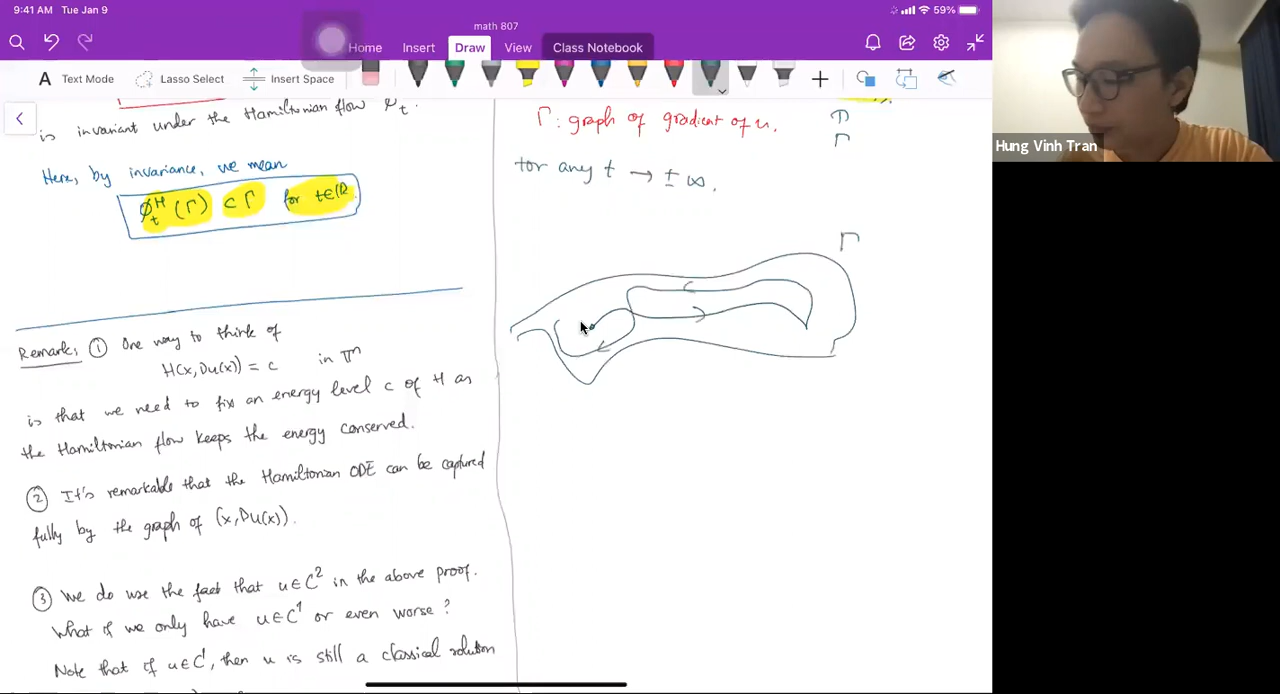 9:41 AM Tue Jan 9
59%
math 807
Home Insert Draw View Class Notebook
A Text Mode Lasso Select Insert Space
is invariant under the Hamiltonian flow
Here, by invariance, we mean
ϕ_t^H (Γ) ⊂ Γ for t∈ℝ
Remark: ① One way to think of
H(x, Du(x)) = c in 𝕋ⁿ
is that we need to fix an energy level c of H as
the Hamiltonian flow keeps the energy conserved.
② It's remarkable that the Hamiltonian ODE can be captured
fully by the graph of (x, Du(x)).
③ We do use the fact that u∈C² in the above proof.
What if we only have u∈C¹ or even worse?
Note that if u∈C¹, then u is still a classical solution
Γ: graph of gradient of u.
Γ
for any t → ± ∞.
Γ
Hung Vinh Tran